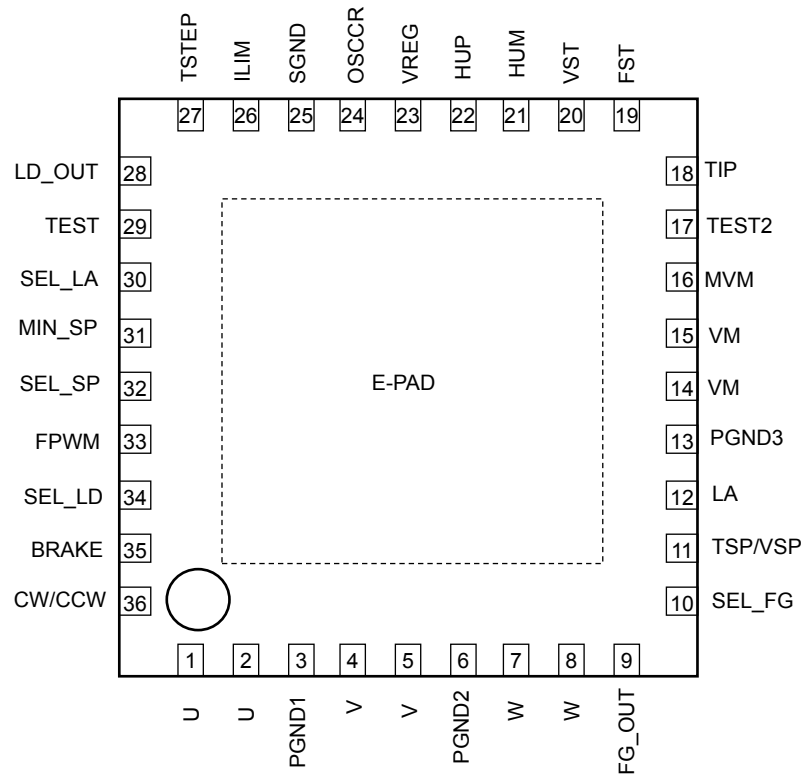 TSTEP
ILIM
SGND
OSCCR
VREG
HUP
HUM
VST
FST
27
26
25
24
23
22
21
20
19
LD_OUT
28
18
TIP
TEST
29
17
TEST2
SEL_LA
30
16
MVM
MIN_SP
31
15
VM
SEL_SP
32
E-PAD
14
VM
FPWM
33
13
PGND3
SEL_LD
34
12
LA
BRAKE
35
11
TSP/VSP
CW/CCW
36
10
SEL_FG
1
2
3
4
5
6
7
8
9
U
U
PGND1
V
V
PGND2
W
W
FG_OUT